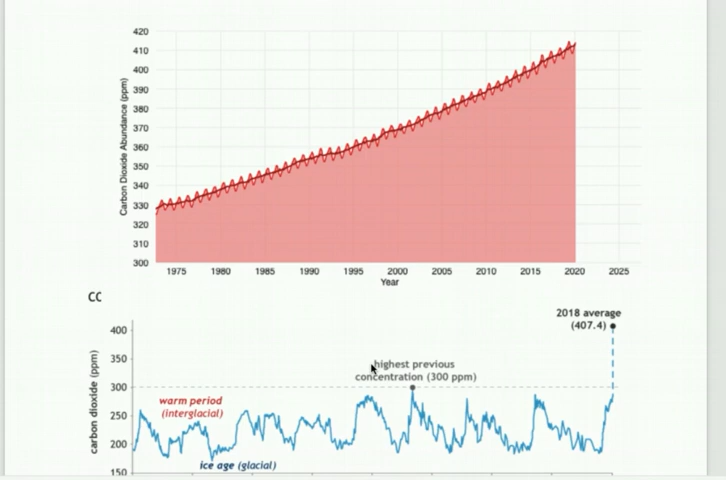 420
410
400
390
380
370
360
350
340
330
320
310
300
Carbon Dioxide Abundance (ppm)
1975 1980 1985 1990 1995 2000 2005 2010 2015 2020 2025
Year
CC
2018 average
(407.4)
400
350
300
250
200
150
carbon dioxide (ppm)
highest previous
concentration (300 ppm)
warm period
(interglacial)
ice age (glacial)